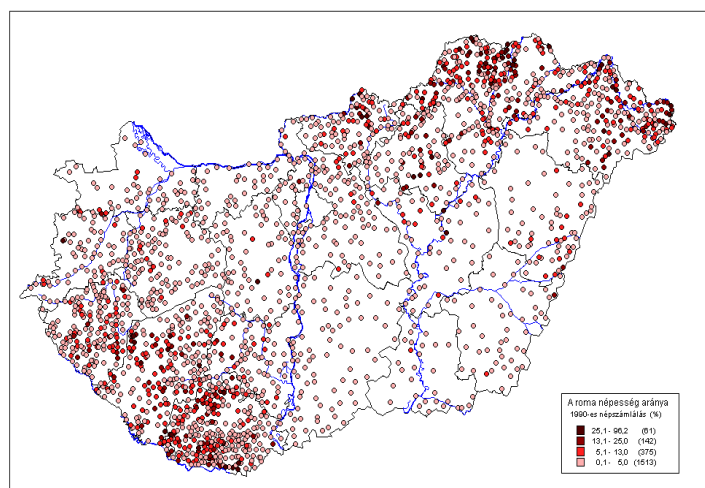 A roma népesség aránya
1990-es népszámlálás (%)
25,1 - 96,2 (61)
13,1 - 25,0 (142)
5,1 - 13,0 (375)
0,1 - 5,0 (1513)